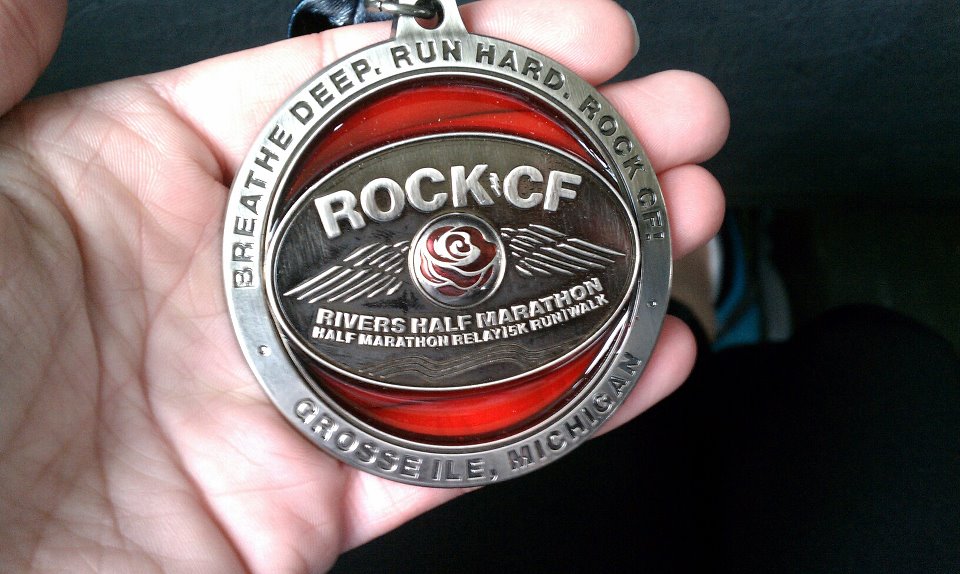 BREATHE DEEP. RUN HARD. ROCK CF!
ROCK CF
RIVERS HALF MARATHON
HALF MARATHON RELAY|5K RUN|WALK
GROSSE ILE, MICHIGAN